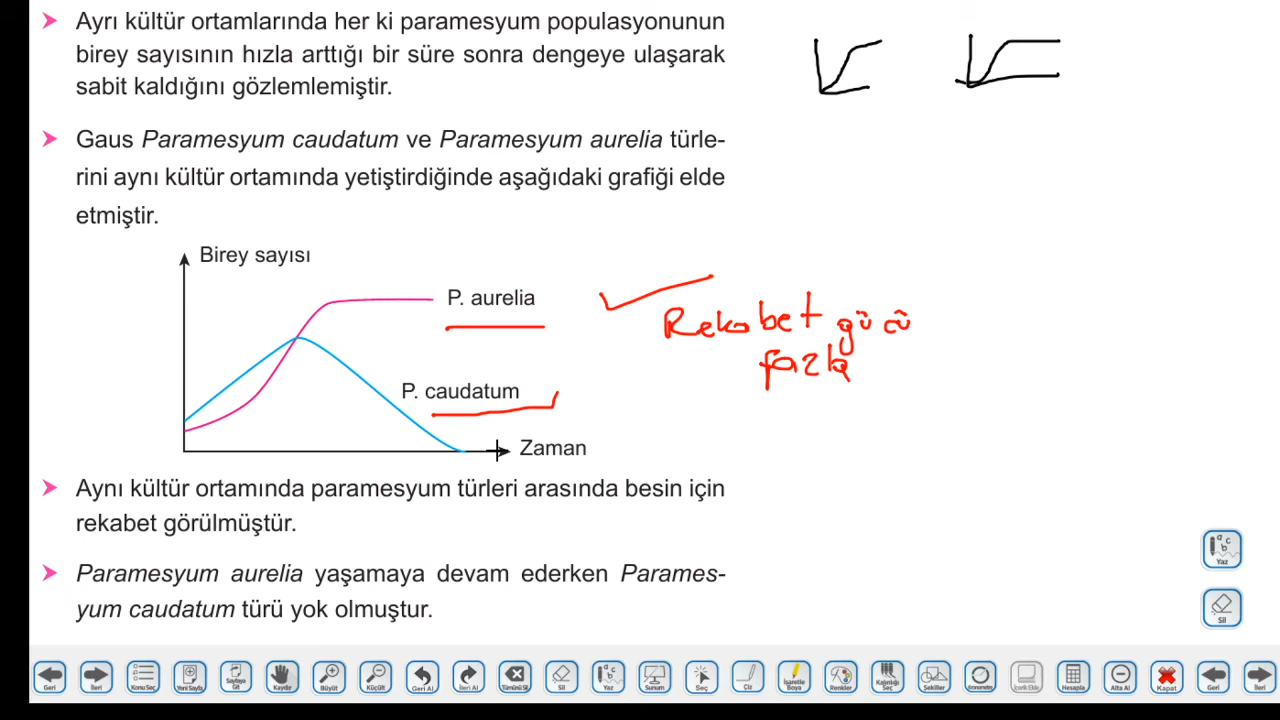 Ayrı kültür ortamlarında her ki paramesyum populasyonunun
birey sayısının hızla arttığı bir süre sonra dengeye ulaşarak
sabit kaldığını gözlemlemiştir.
Gaus Paramesyum caudatum ve Paramesyum aurelia türle-
rini aynı kültür ortamında yetiştirdiğinde aşağıdaki grafiği elde
etmiştir.
Birey sayısı
P. aurelia
Rekabet gücü
fazla
P. caudatum
Zaman
Aynı kültür ortamında paramesyum türleri arasında besin için
rekabet görülmüştür.
Paramesyum aurelia yaşamaya devam ederken Parames-
yum caudatum türü yok olmuştur.
Yaz
Sil
Geri
İleri
Konu Seç
Yeni Sayfa
Sayfaya Git
Kaydır
Büyüt
Küçült
Geri Al
İleri Al
Tümünü Sil
Sil
Yaz
Sunum
Seç
Çiz
İşaretle Boya
Renkler
Kalınlığı Seç
Şekiller
Kronometre
İçerik Ekle
Hesapla
Alta Al
Kapat
Geri
İleri